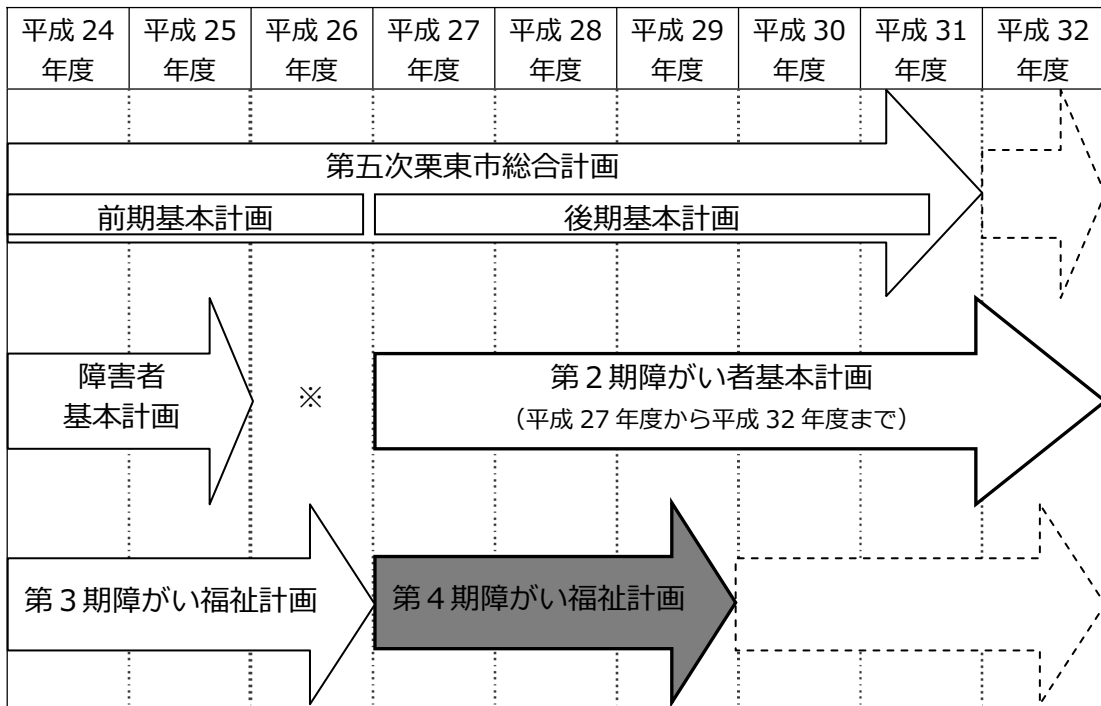 平成 24 年度
平成 25 年度
平成 26 年度
平成 27 年度
平成 28 年度
平成 29 年度
平成 30 年度
平成 31 年度
平成 32 年度
第五次栗東市総合計画
前期基本計画
後期基本計画
障害者
基本計画
※
第２期障がい者基本計画
（平成 27 年度から平成 32 年度まで）
第３期障がい福祉計画
第４期障がい福祉計画